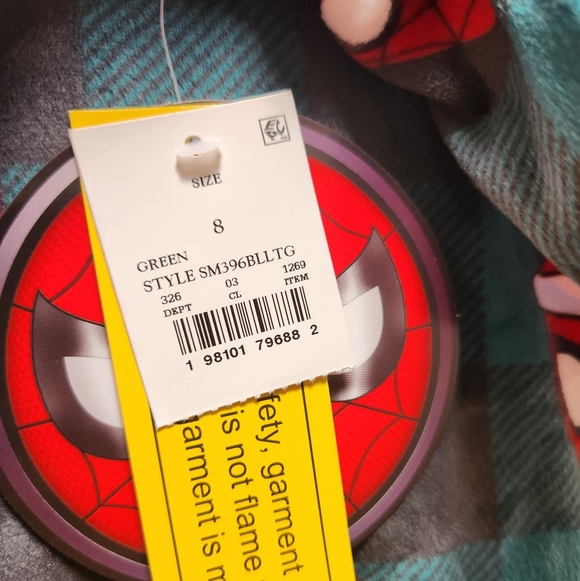 SIZE
8
GREEN
STYLE SM396BLLTG
326 03 1269
DEPT CL ITEM
1 98101 79688 2
fety, garment
is not flame
garment is m